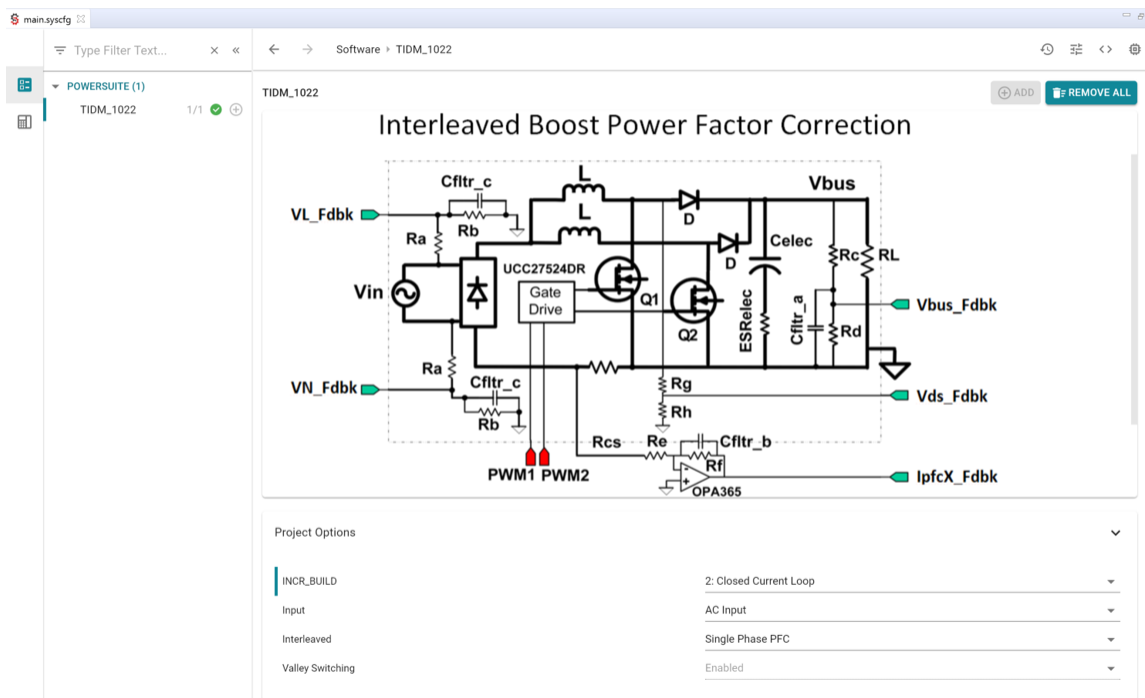 main.syscfg
Type Filter Text...
Software TIDM_1022
POWERSUITE (1)
TIDM_1022 1/1
TIDM_1022
ADD
REMOVE ALL
Interleaved Boost Power Factor Correction
Cfltr_c
L
Vbus
VL_Fdbk
Rb
L
D
Ra
Celec
UCC27524DR
D
Rc
RL
Vin
Gate
Drive
Q1
Vbus_Fdbk
Q2
ESRelec
Cfltr_a
Rd
Ra
VN_Fdbk
Cfltr_c
Rg
Vds_Fdbk
Rb
Rh
Rcs
Re
Cfltr_b
PWM1 PWM2
Rf
-
+
OPA365
IpfcX_Fdbk
Project Options
INCR_BUILD 2: Closed Current Loop
Input AC Input
Interleaved Single Phase PFC
Valley Switching Enabled